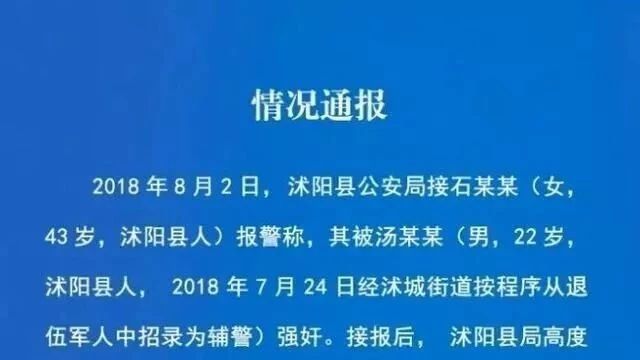 情况通报
2018 年 8 月 2 日，沭阳县公安局接石某某（女，
43 岁，沭阳县人）报警称，其被汤某某（男，22 岁，
沭阳县人， 2018 年 7 月 24 日经沭城街道按程序从退
伍军人中招录为辅警）强奸。接报后， 沭阳县局高度